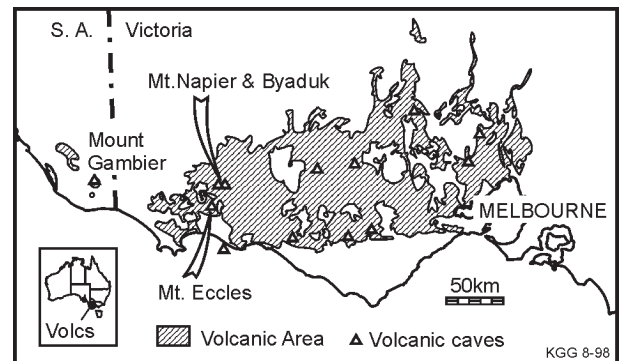 S. A.
Victoria
Mt.Napier & Byaduk
Mount
Gambier
MELBOURNE
Mt. Eccles
50km
Volcs
Volcanic Area
Volcanic caves
KGG 8-98